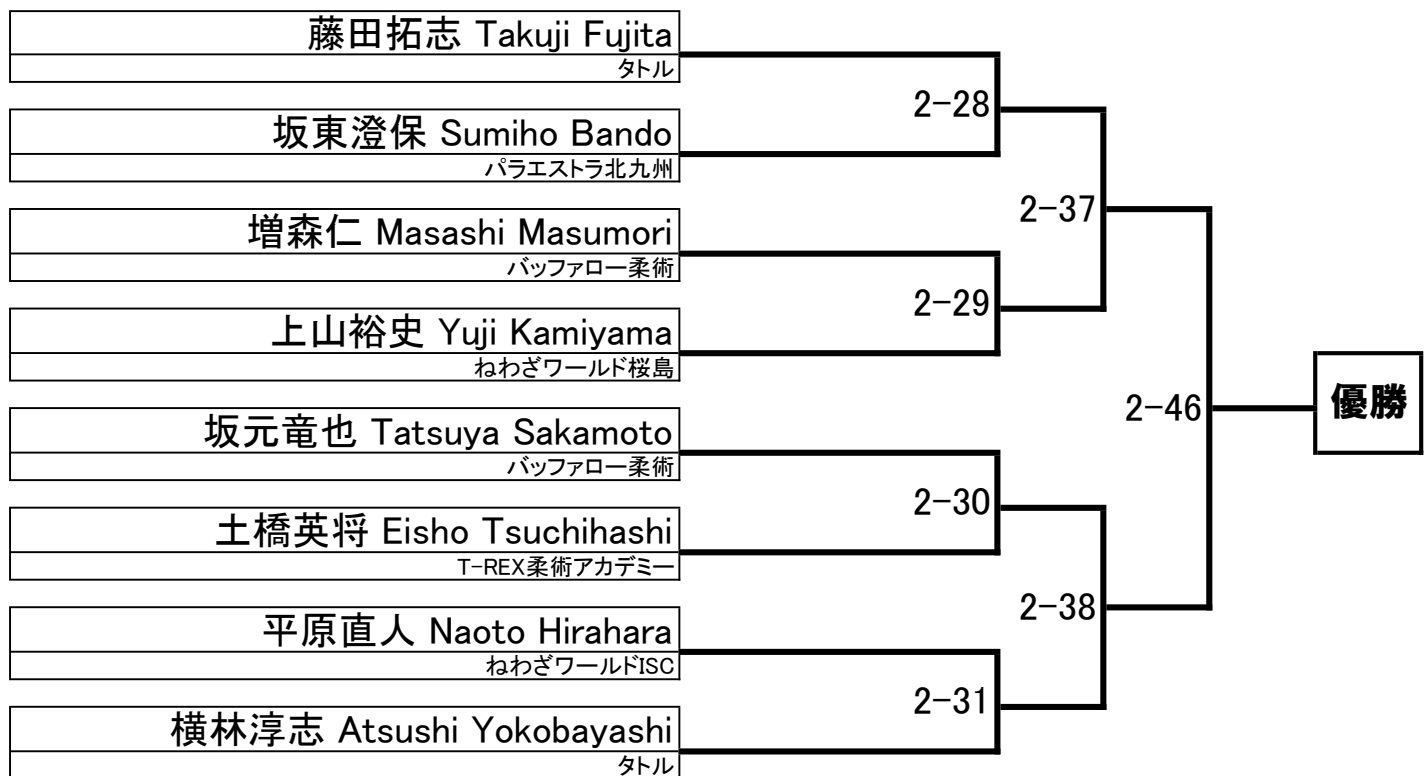 藤田拓志 Takuji Fujita
タトル
2-28
坂東澄保 Sumiho Bando
パラエストラ北九州
2-37
増森仁 Masashi Masumori
バッファロー柔術
2-29
上山裕史 Yuji Kamiyama
ねわざワールド桜島
2-46
優勝
坂元竜也 Tatsuya Sakamoto
バッファロー柔術
2-30
土橋英将 Eisho Tsuchihashi
T-REX柔術アカデミー
2-38
平原直人 Naoto Hirahara
ねわざワールドISC
2-31
横林淳志 Atsushi Yokobayashi
タトル